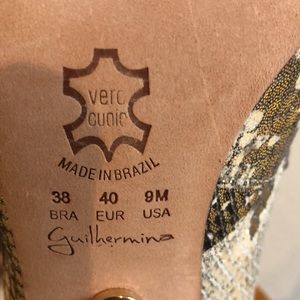 vero
cuoio
MADE IN BRAZIL
38 40 9M
BRA EUR USA
Guilhermina